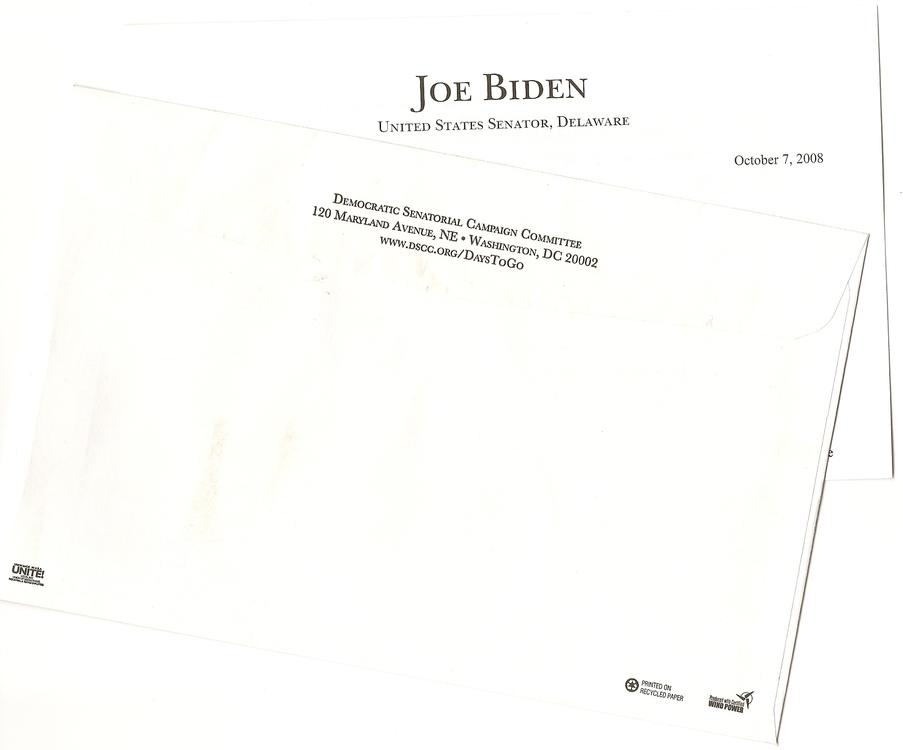 JOE BIDEN
UNITED STATES SENATOR, DELAWARE
October 7, 2008
DEMOCRATIC SENATORIAL CAMPAIGN COMMITTEE
120 MARYLAND AVENUE, NE • WASHINGTON, DC 20002
WWW.DSCC.ORG/DAYSTOGO
UNITE!
PRINTED ON
RECYCLED PAPER
Produced with Certified
WIND POWER